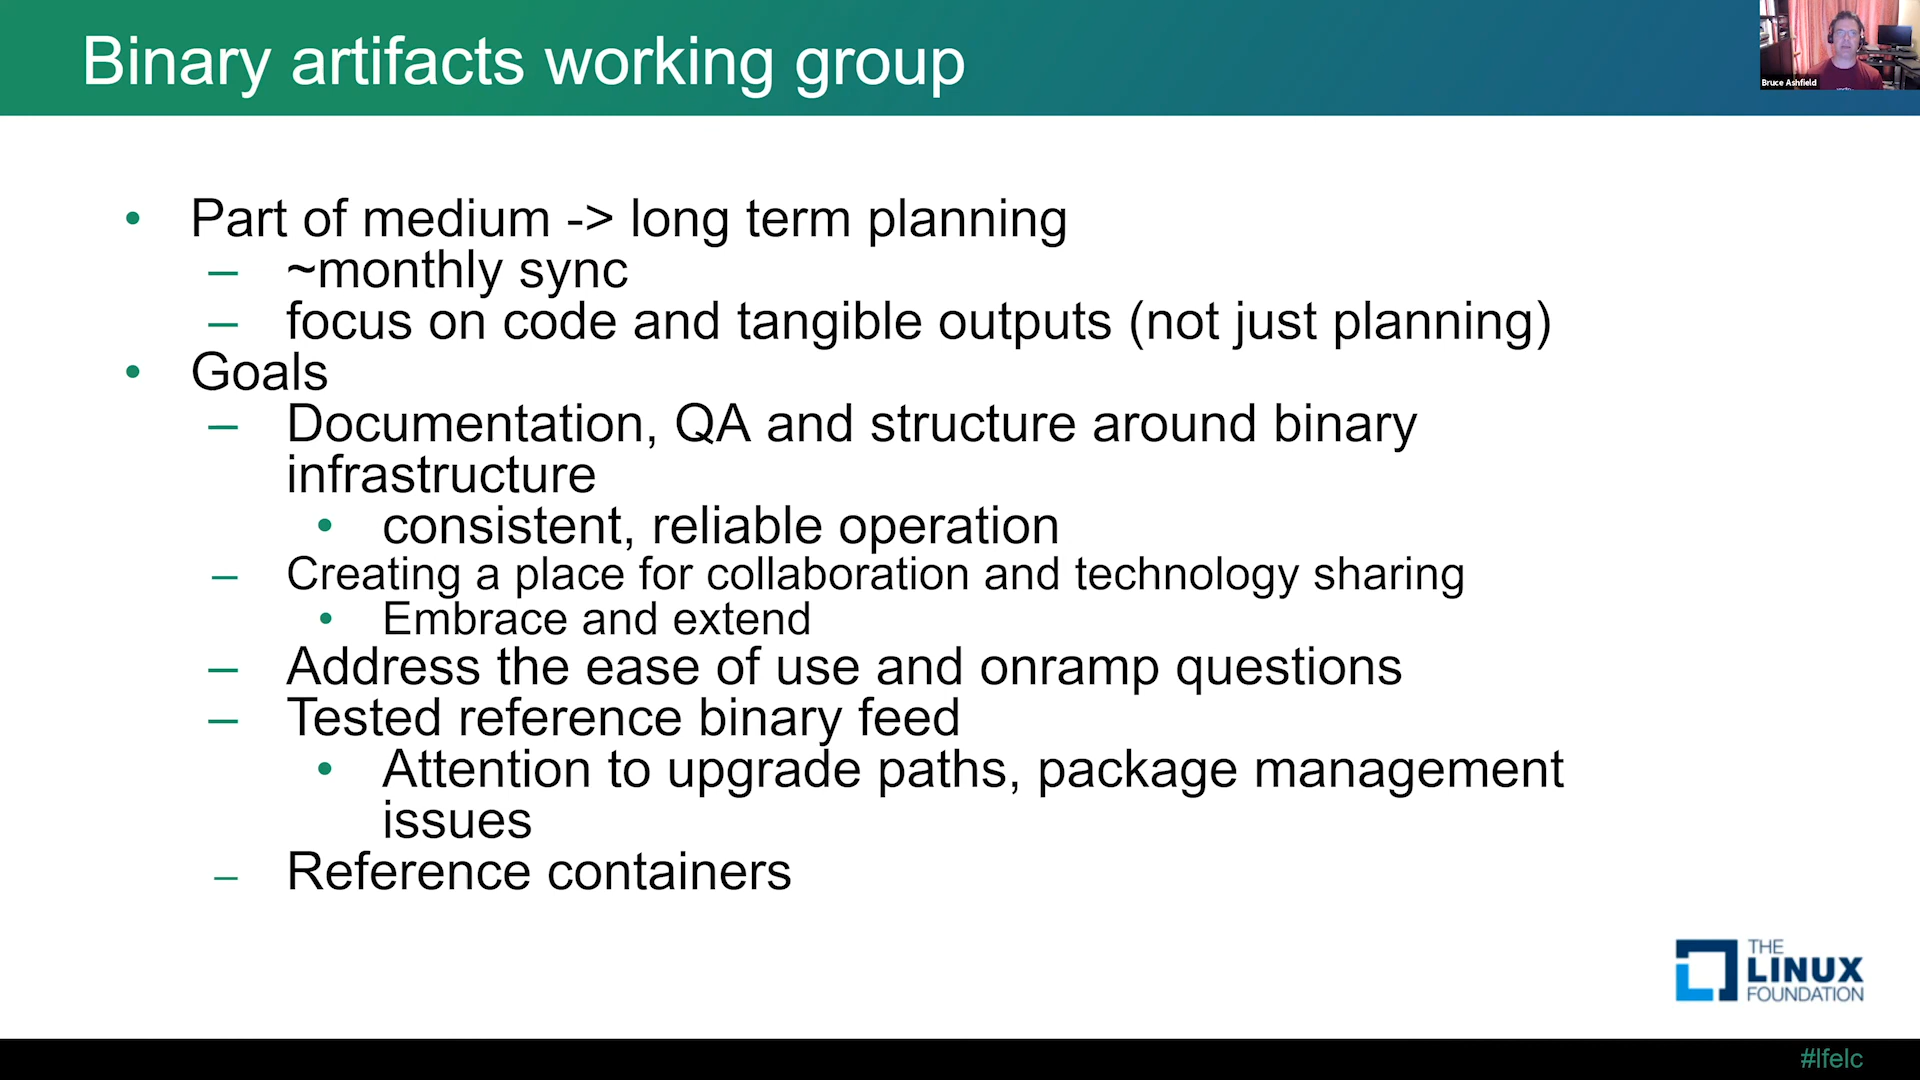 Binary artifacts working group
Bruce Ashfield
• Part of medium -> long term planning
– ~monthly sync
– focus on code and tangible outputs (not just planning)
• Goals
– Documentation, QA and structure around binary
infrastructure
• consistent, reliable operation
– Creating a place for collaboration and technology sharing
• Embrace and extend
– Address the ease of use and onramp questions
– Tested reference binary feed
• Attention to upgrade paths, package management
issues
– Reference containers
THE
LINUX
FOUNDATION
#lfelc